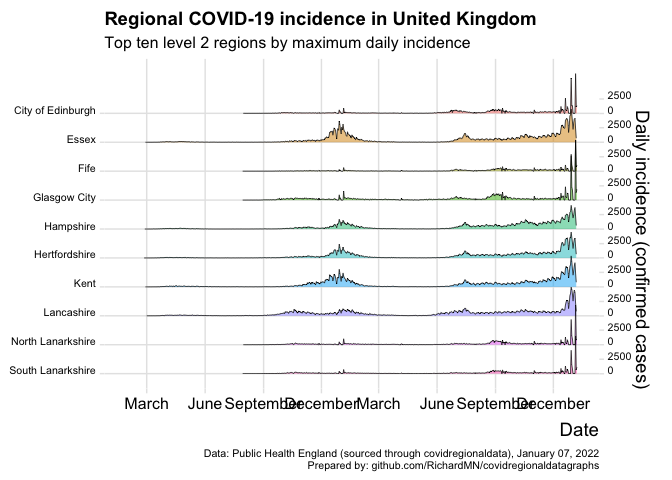 Regional COVID-19 incidence in United Kingdom
Top ten level 2 regions by maximum daily incidence
City of Edinburgh
Essex
Fife
Glasgow City
Hampshire
Hertfordshire
Kent
Lancashire
North Lanarkshire
South Lanarkshire
2500
0
2500
0
2500
0
2500
0
2500
0
2500
0
2500
0
2500
0
2500
0
2500
0
Daily incidence (confirmed cases)
March June September December March June September December
Date
Data: Public Health England (sourced through covidregionaldata), January 07, 2022
Prepared by: github.com/RichardMN/covidregionaldatagraphs